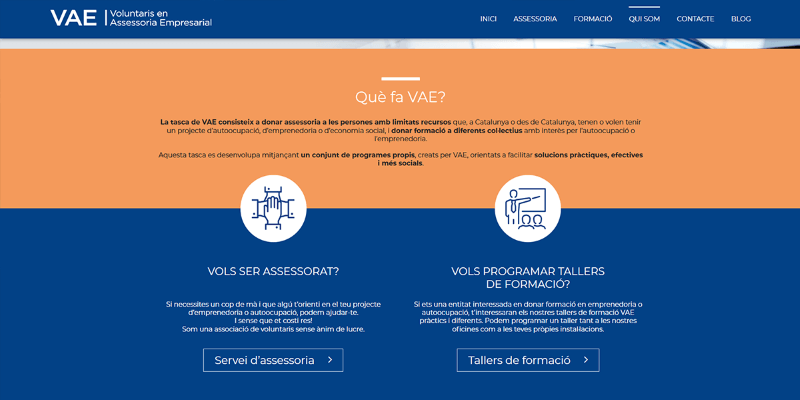 VAE
Voluntaris en
Assessoria Empresarial
INICI ASSESSORIA FORMACIÓ QUI SOM CONTACTE BLOG
Què fa VAE?
La tasca de VAE consisteix a donar assessoria a les persones amb limitats recursos que, a Catalunya o des de Catalunya, tenen o volen tenir
un projecte d'autoocupació, d'emprenedoria o d'economia social, i donar formació a diferents col·lectius amb interès per l'autoocupació o
l'emprenedoria.
Aquesta tasca es desenvolupa mitjançant un conjunt de programes propis, creats per VAE, orientats a facilitar solucions pràctiques, efectives
i més socials.
VOLS SER ASSESSORAT?
Si necessites un cop de mà i que algú t'orienti en el teu projecte
d'emprenedoria o autoocupació, podem ajudar-te.
I sense que et costi res!
Som una associació de voluntaris sense ànim de lucre.
Servei d'assessoria
VOLS PROGRAMAR TALLERS
DE FORMACIÓ?
Si ets una entitat interessada en donar formació en emprenedoria o
autoocupació, t'interessaran els nostres tallers de formació VAE
pràctics i diferents. Podem programar un taller tant a les nostres
oficines com a les teves pròpies instal·lacions.
Tallers de formació